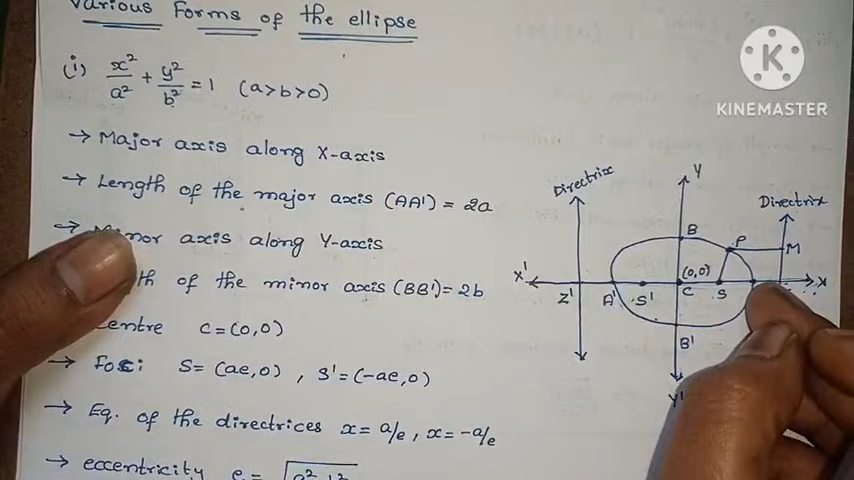 Various Forms of the ellipse
(i) x²/a² + y²/b² = 1 (a>b>0)
→ Major axis along X-axis
→ Length of the major axis (AA') = 2a
→ Minor axis along Y-axis
of the minor axis (BB') = 2b
Centre C = (0,0)
→ Foci S = (ae,0) , S' = (-ae,0)
→ Eq. of the directrices x = a/e , x = -a/e
→ eccentricity e =
Directrix
Y
Directrix
B
P
M
X'
(0,0)
X
Z'
A'
S'
C
S
B'
Y'
K
KINEMASTER